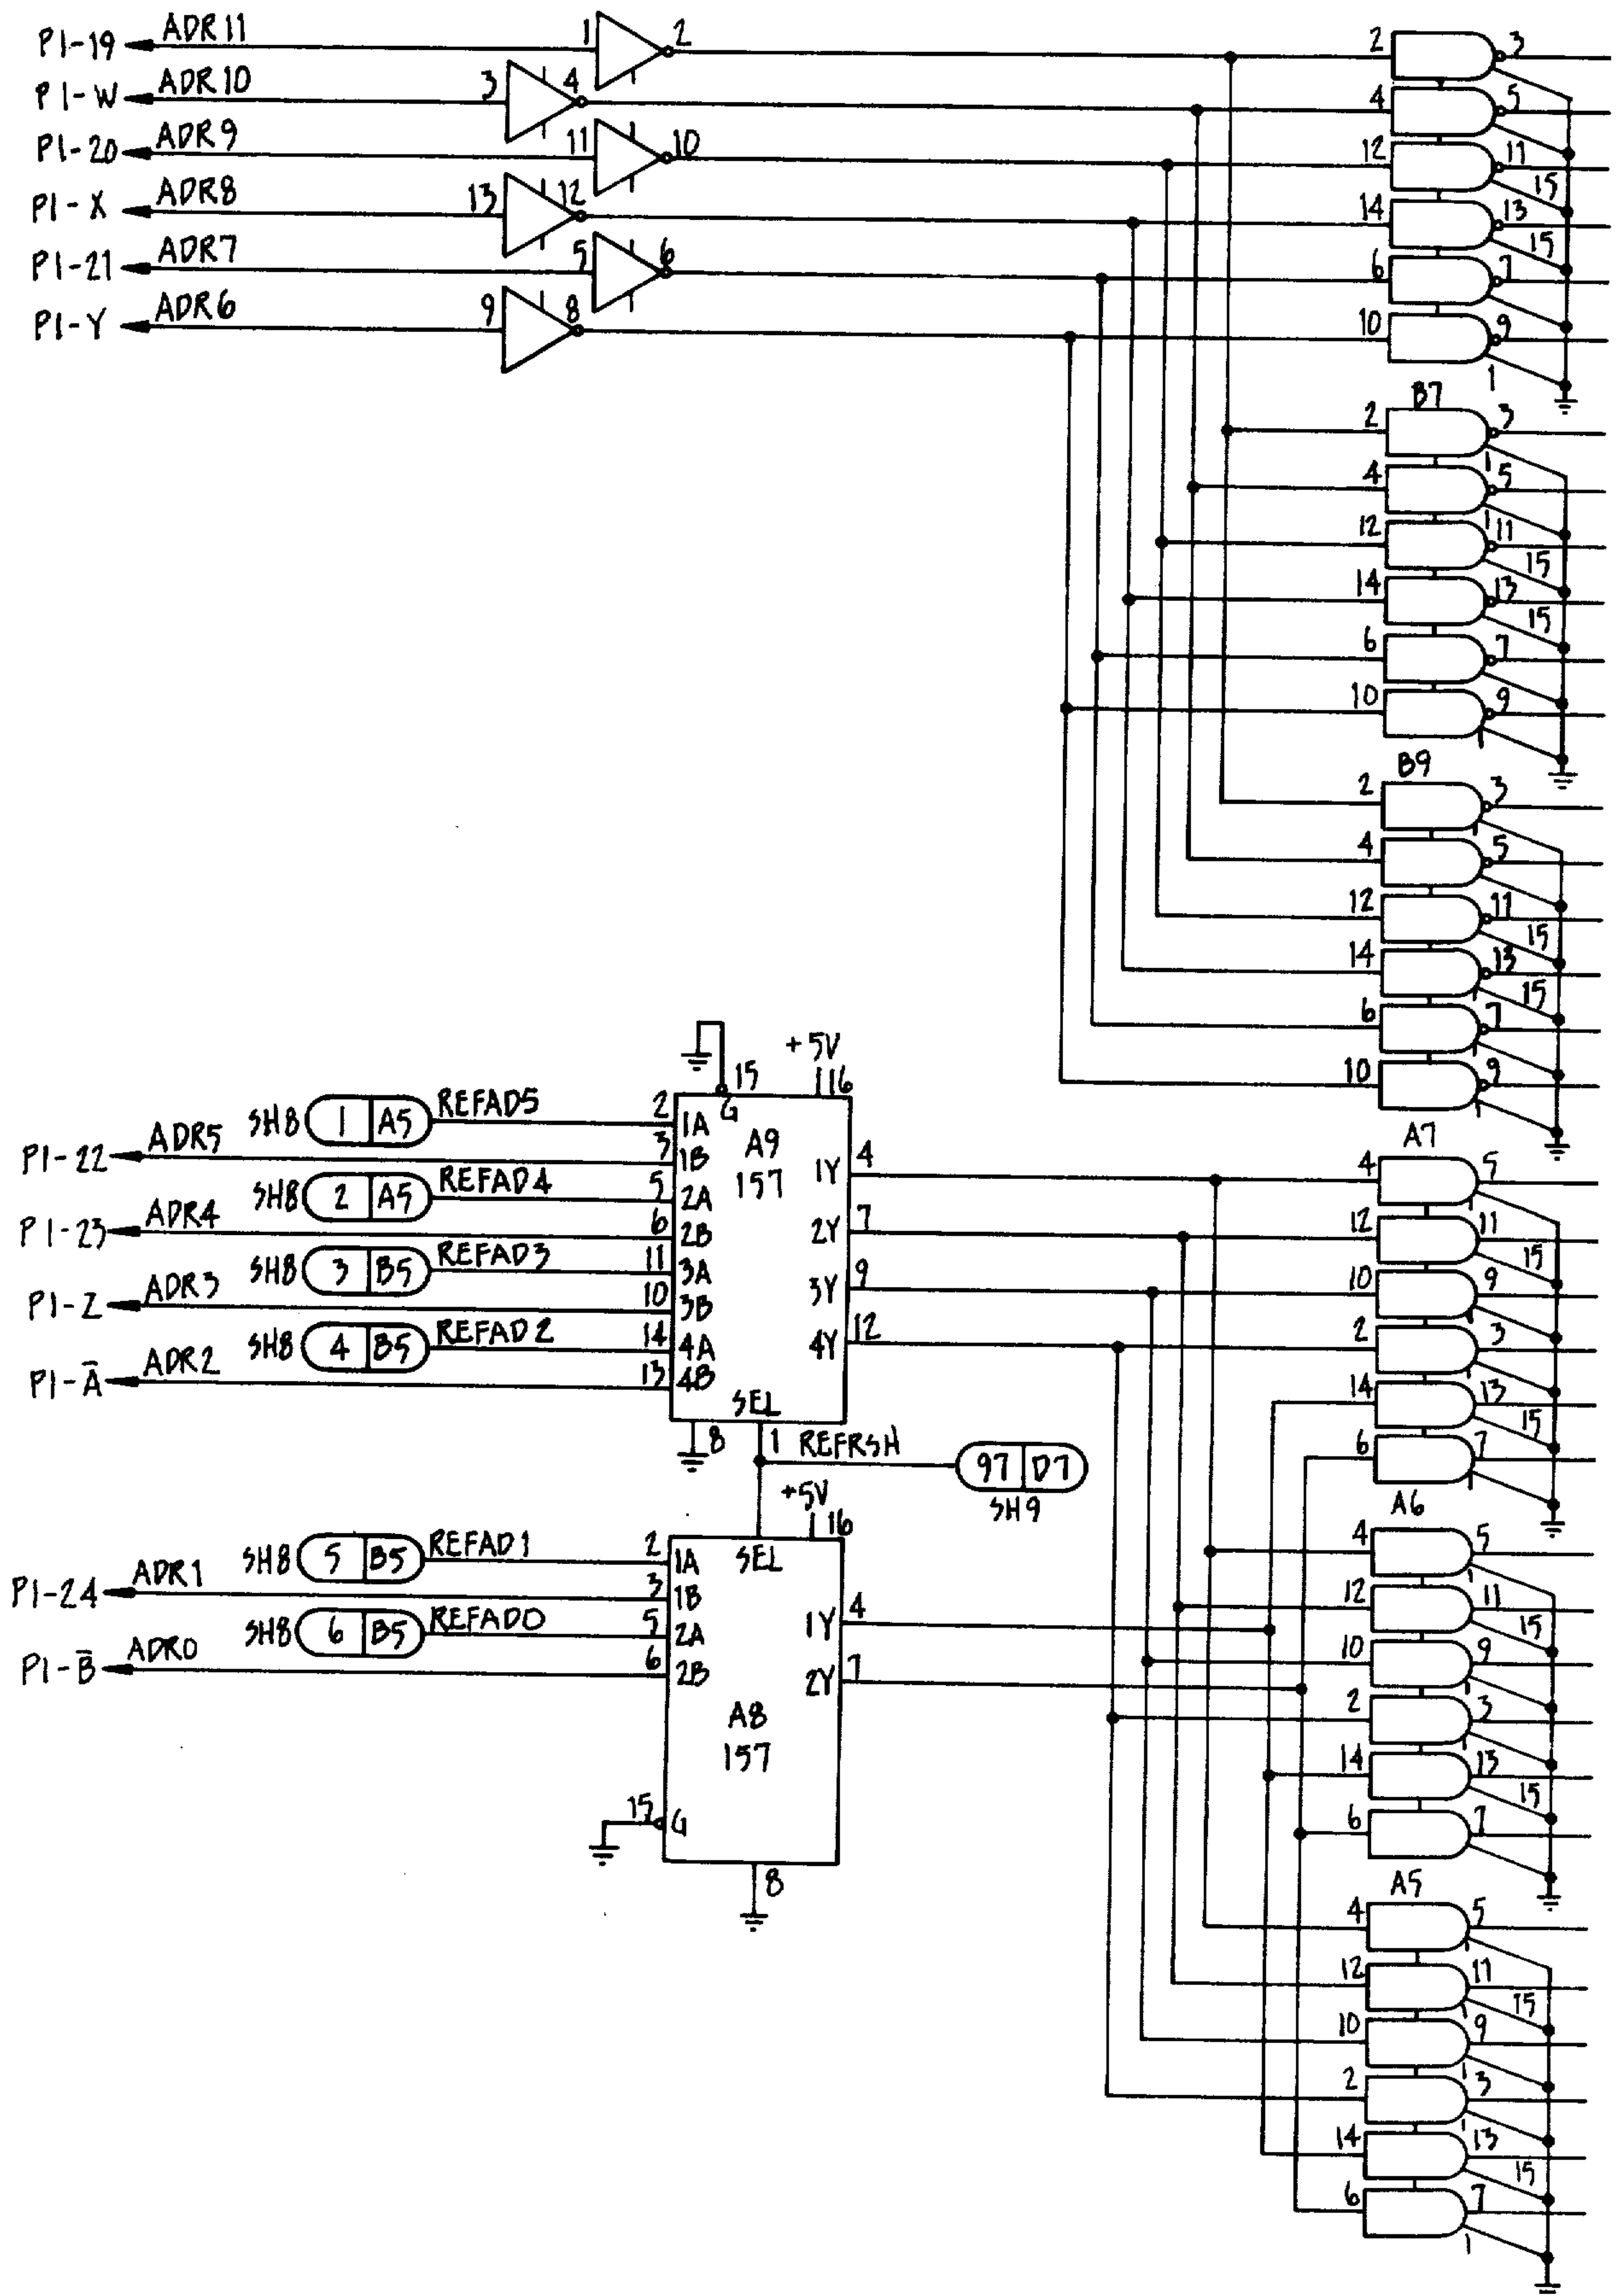 P1-19 ADR11 1 2 2 3
P1-W ADR10 3 4 4 5
P1-20 ADR9 11 10 12 11 15
P1-X ADR8 13 12 14 13 15
P1-21 ADR7 5 6 6 7
P1-Y ADR6 9 8 10 9 1
B7
2 3 1
4 5 1
12 11 15
14 13 15
6 7
10 9
B9
2 3
4 5
12 11 15
14 13 15
6 7
10 9
15 +5V 16
G A9 157
SH8 1 A5 REFAD5 2 1A
P1-22 ADR5 3 1B
SH8 2 A5 REFAD4 5 2A
P1-23 ADR4 6 2B
SH8 3 B5 REFAD3 11 3A
P1-Z ADR3 10 3B
SH8 4 B5 REFAD2 14 4A
P1-Ā ADR2 13 4B
1Y 4
2Y 7
3Y 9
4Y 12
SEL
8 1 REFRSH 97 D7
SH9
A7
4 5
12 11 15
10 9
2 3
14 13 15
6 7
A6
4 5 1
12 11 15
10 9
2 3 1
14 13 15
6 7
+5V 16
SEL
SH8 5 B5 REFAD1 2 1A
P1-24 ADR1 3 1B
SH8 6 B5 REFAD0 5 2A
P1-B̄ ADR0 6 2B
1Y 4
2Y 7
A8
157
15 G
8
A5
4 5
12 11 15
10 9 1
2 3 1
14 13 15
6 7 1